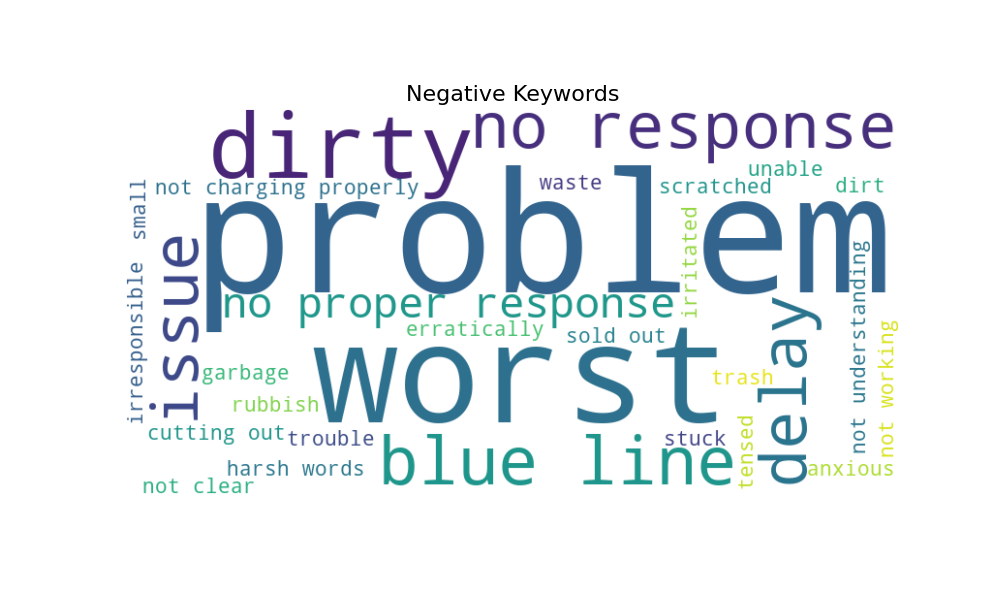 Negative Keywords
dirty
no response
unable
waste
scratched
dirt
not charging properly
small
problem
irritated
issue
no proper response
not understanding
irresponsible
erratically
sold out
delay
worst
not working
garbage
trash
rubbish
cutting out
trouble
blue line
stuck
tensed
harsh words
anxious
not clear